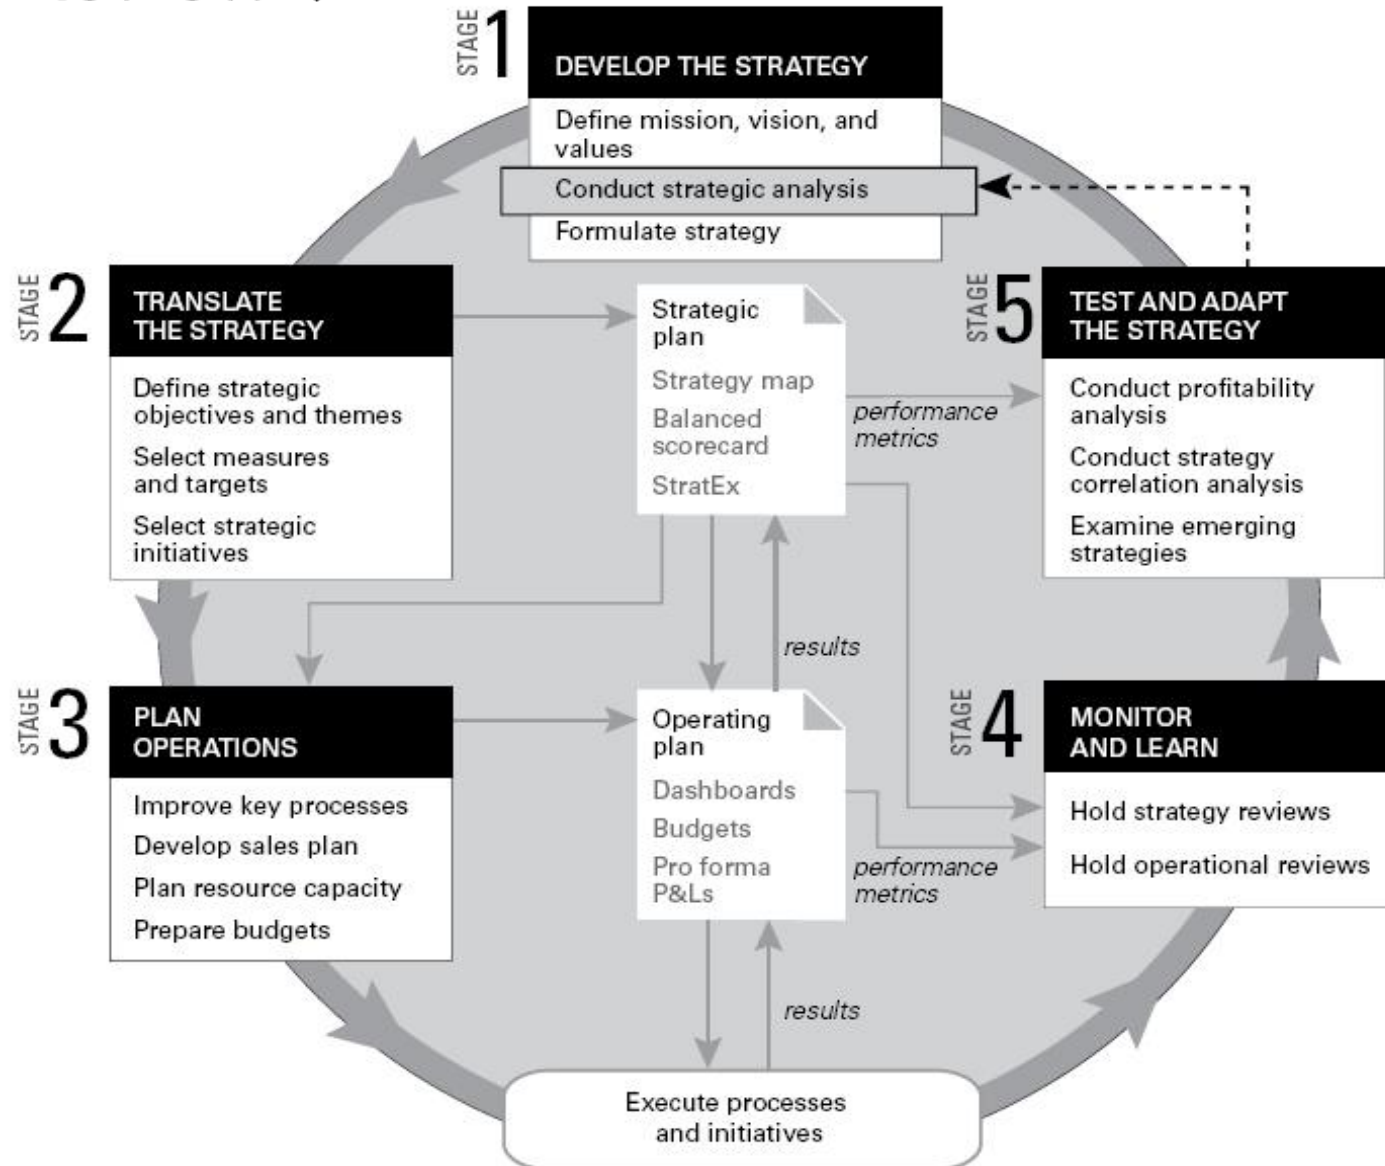 STAGE 1
DEVELOP THE STRATEGY
Define mission, vision, and
values
Conduct strategic analysis
Formulate strategy
STAGE 2
TRANSLATE
THE STRATEGY
Define strategic
objectives and themes
Select measures
and targets
Select strategic
initiatives
Strategic
plan
Strategy map
Balanced
scorecard
StratEx
performance
metrics
STAGE 5
TEST AND ADAPT
THE STRATEGY
Conduct profitability
analysis
Conduct strategy
correlation analysis
Examine emerging
strategies
results
STAGE 3
PLAN
OPERATIONS
Improve key processes
Develop sales plan
Plan resource capacity
Prepare budgets
Operating
plan
Dashboards
Budgets
Pro forma
P&Ls
performance
metrics
STAGE 4
MONITOR
AND LEARN
Hold strategy reviews
Hold operational reviews
results
Execute processes
and initiatives